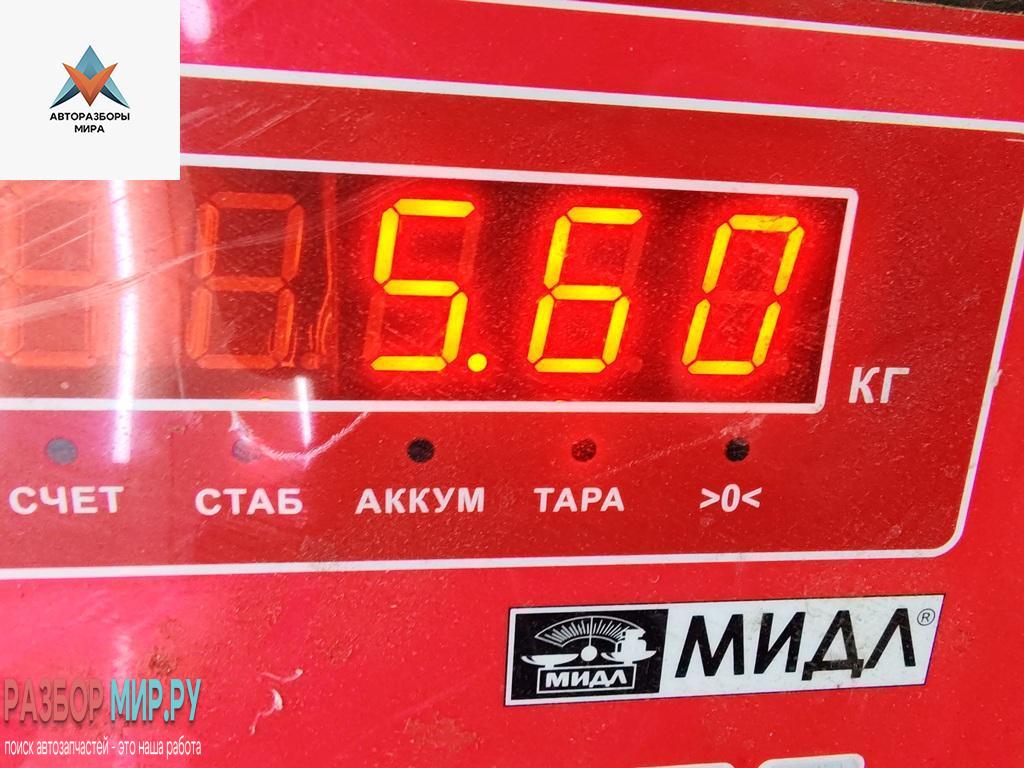 АВТОРАЗБОРЫ
МИРА
5.60
КГ
СЧЕТ СТАБ АККУМ ТАРА >0<
МИДЛ МИДЛ®
РАЗБОР МИР.РУ
поиск автозапчастей - это наша работа